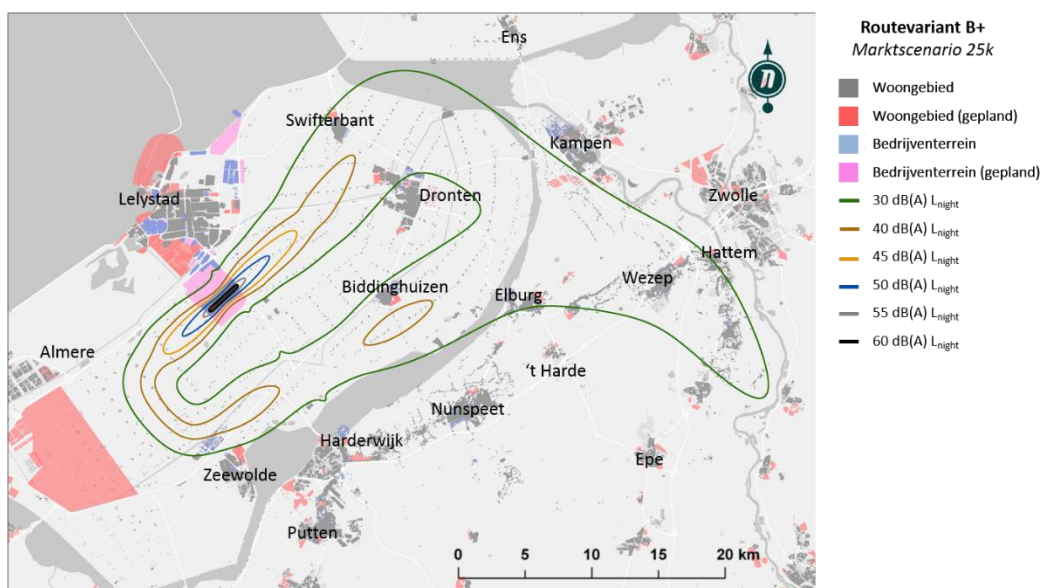 Ens
Swifterbant
Kampen
Dronten
Lelystad
Zwolle
Hattem
Wezep
Biddinghuizen
Elburg
Almere
't Harde
Nunspeet
Harderwijk
Epe
Zeewolde
Putten
0 5 10 15 20 km
n
Routevariant B+
Marktscenario 25k
Woongebied
Woongebied (gepland)
Bedrijventerrein
Bedrijventerrein (gepland)
30 dB(A) Lnight
40 dB(A) Lnight
45 dB(A) Lnight
50 dB(A) Lnight
55 dB(A) Lnight
60 dB(A) Lnight